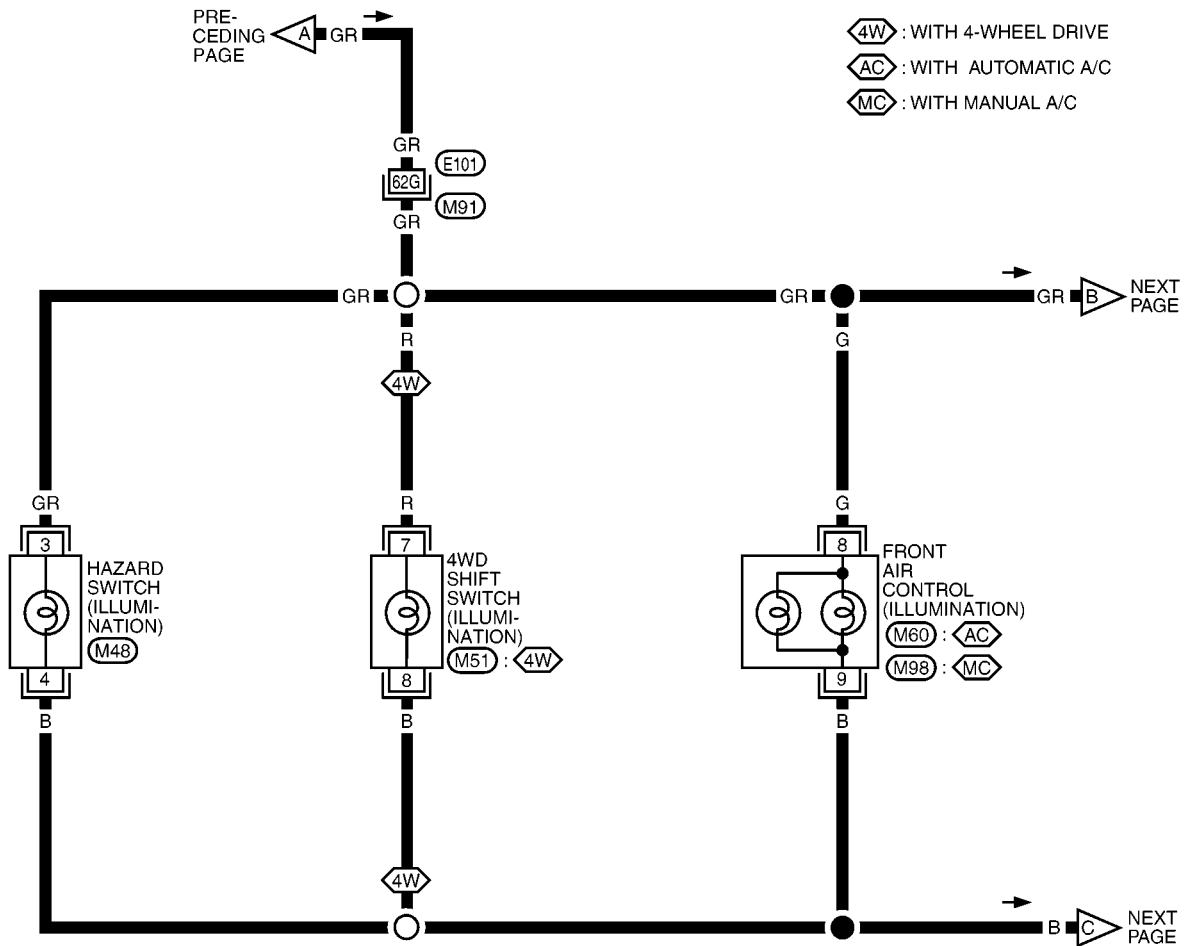 PRE-
CEDING
PAGE
A
GR
4W : WITH 4-WHEEL DRIVE
AC : WITH AUTOMATIC A/C
MC : WITH MANUAL A/C
GR
62G
E101
M91
GR
GR
GR
GR
B
NEXT
PAGE
R
G
4W
GR
R
G
3
HAZARD
SWITCH
(ILLUMI-
NATION)
M48
4
B
7
4WD
SHIFT
SWITCH
(ILLUMI-
NATION)
M51 : 4W
8
B
8
FRONT
AIR
CONTROL
(ILLUMINATION)
M60 : AC
M98 : MC
9
B
4W
B
C
NEXT
PAGE